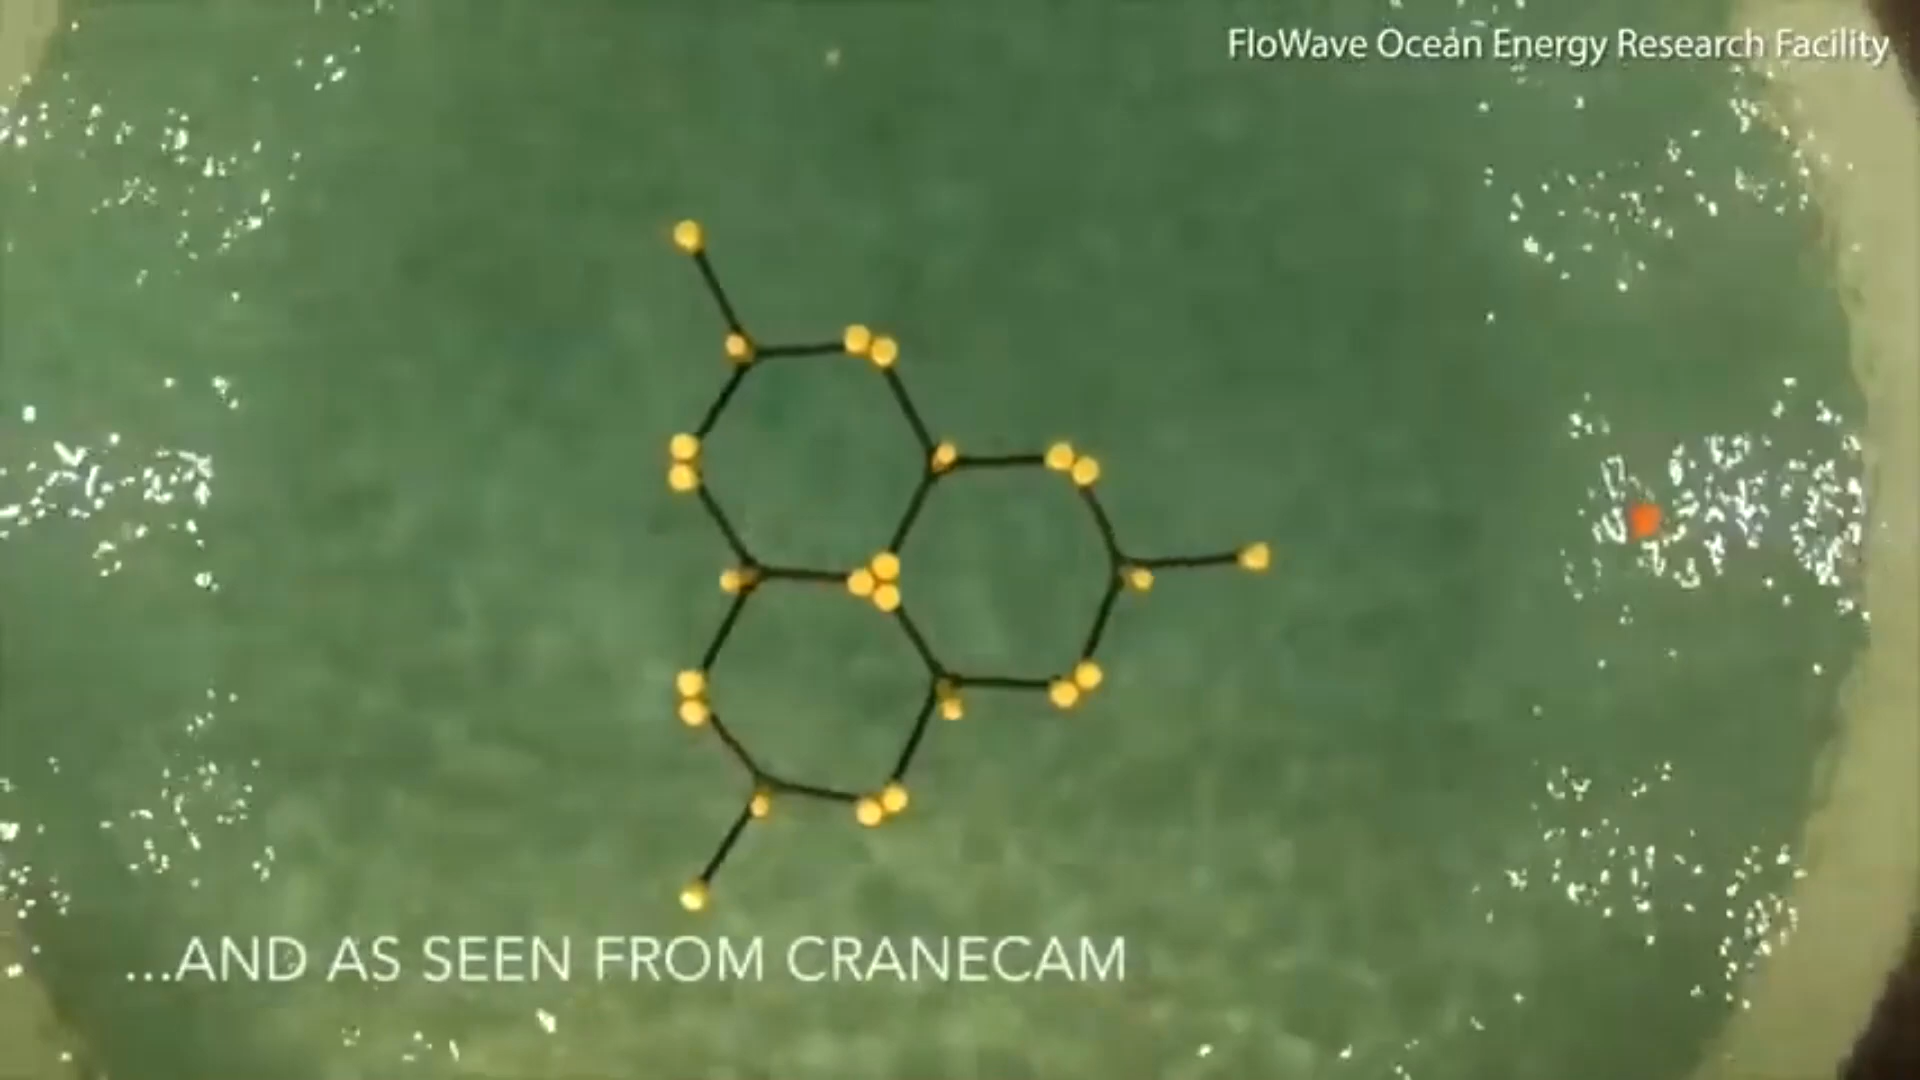 FloWave Ocean Energy Research Facility
...AND AS SEEN FROM CRANECAM